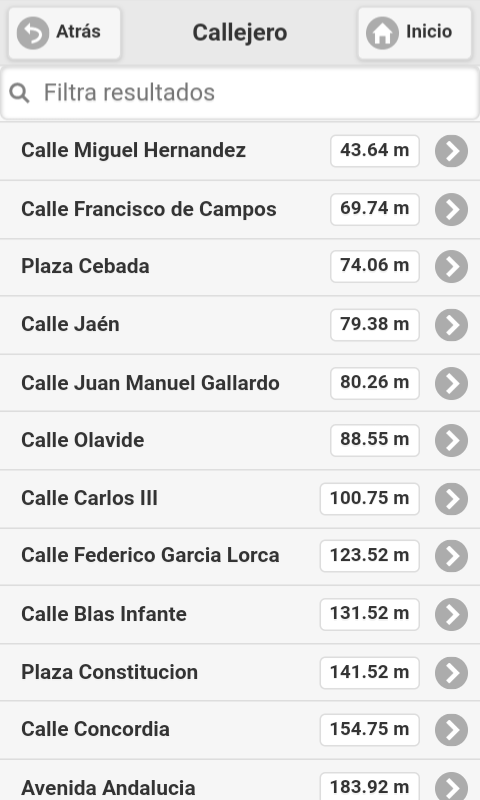 Atrás
Callejero
Inicio
Filtra resultados
Calle Miguel Hernandez 43.64 m
Calle Francisco de Campos 69.74 m
Plaza Cebada 74.06 m
Calle Jaén 79.38 m
Calle Juan Manuel Gallardo 80.26 m
Calle Olavide 88.55 m
Calle Carlos III 100.75 m
Calle Federico Garcia Lorca 123.52 m
Calle Blas Infante 131.52 m
Plaza Constitucion 141.52 m
Calle Concordia 154.75 m
Avenida Andalucia 183.92 m